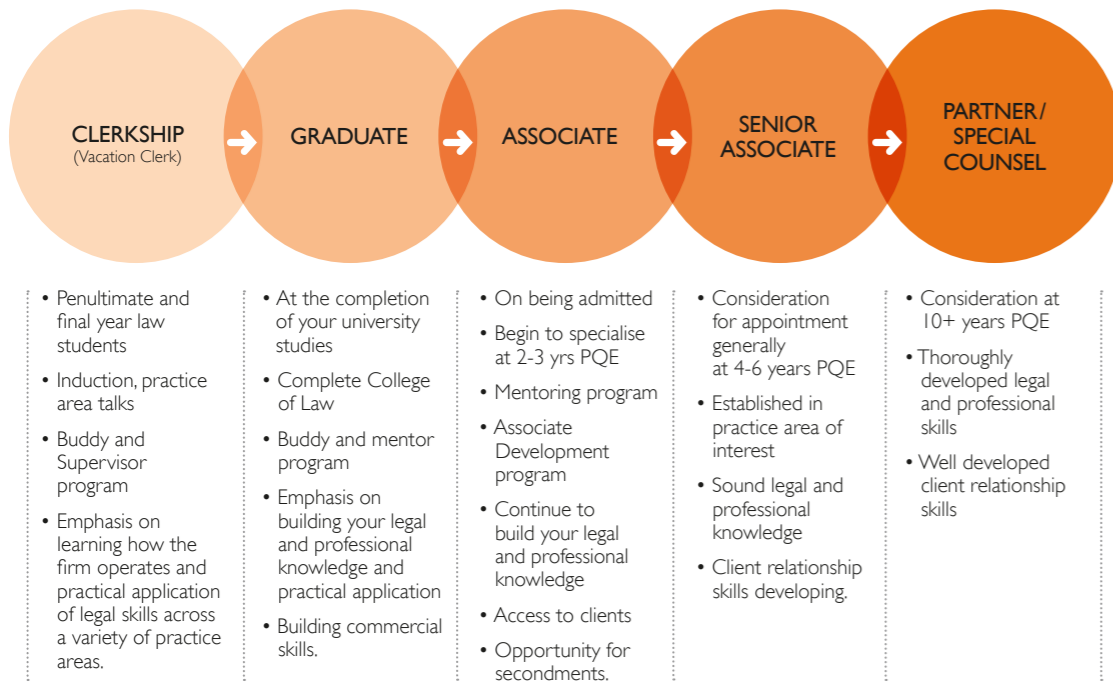 CLERKSHIP
(Vacation Clerk)
GRADUATE
ASSOCIATE
SENIOR
ASSOCIATE
PARTNER/
SPECIAL
COUNSEL
• Penultimate and
final year law
students
• Induction, practice
area talks
• Buddy and
Supervisor
program
• Emphasis on
learning how the
firm operates and
practical application
of legal skills across
a variety of practice
areas.
• At the completion
of your university
studies
• Complete College
of Law
• Buddy and mentor
program
• Emphasis on
building your legal
and professional
knowledge and
practical application
• Building commercial
skills.
• On being admitted
• Begin to specialise
at 2-3 yrs PQE
• Mentoring program
• Associate
Development
program
• Continue to
build your legal
and professional
knowledge
• Access to clients
• Opportunity for
secondments.
• Consideration
for appointment
generally
at 4-6 years PQE
• Established in
practice area of
interest
• Sound legal and
professional
knowledge
• Client relationship
skills developing.
• Consideration at
10+ years PQE
• Thoroughly
developed legal
and professional
skills
• Well developed
client relationship
skills